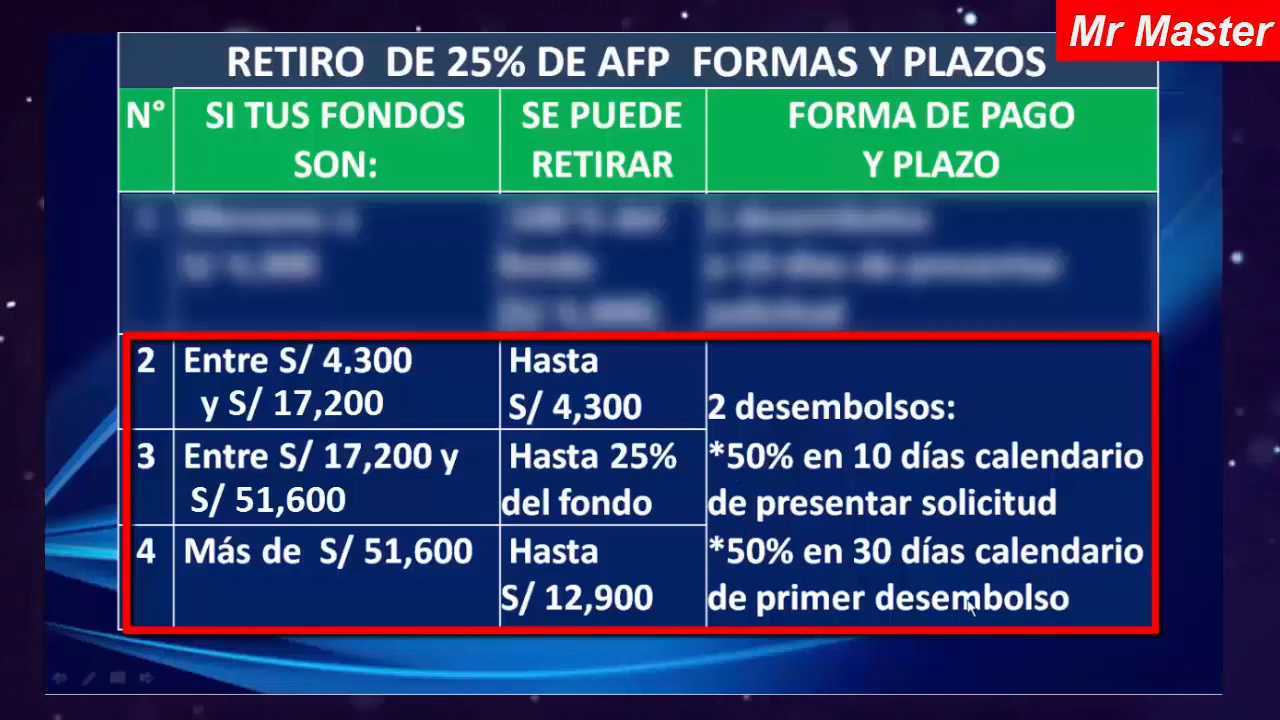 Mr Master
RETIRO DE 25% DE AFP FORMAS Y PLAZOS
N° SI TUS FONDOS SON:
SE PUEDE RETIRAR
FORMA DE PAGO Y PLAZO
2 Entre S/ 4,300
y S/ 17,200
Hasta
S/ 4,300
3 Entre S/ 17,200 y
S/ 51,600
Hasta 25%
del fondo
4 Más de S/ 51,600
Hasta
S/ 12,900
2 desembolsos:
*50% en 10 días calendario
de presentar solicitud
*50% en 30 días calendario
de primer desembolso